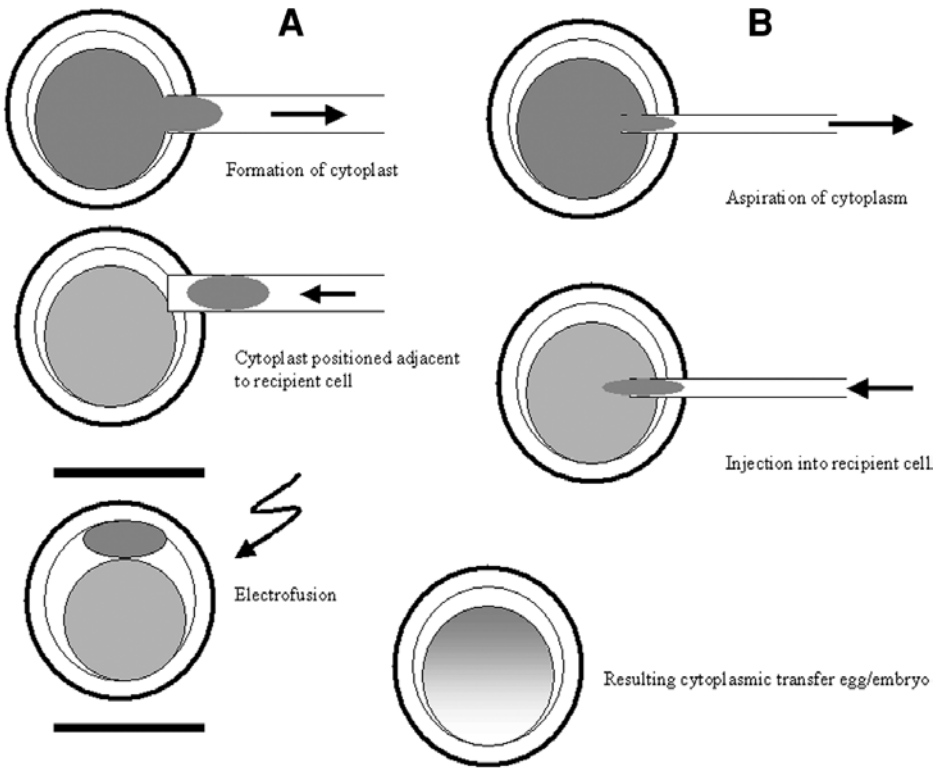 A
Formation of cytoplast
Cytoplast positioned adjacent
to recipient cell
Electrofusion
B
Aspiration of cytoplasm
Injection into recipient cell.
Resulting cytoplasmic transfer egg/embryo